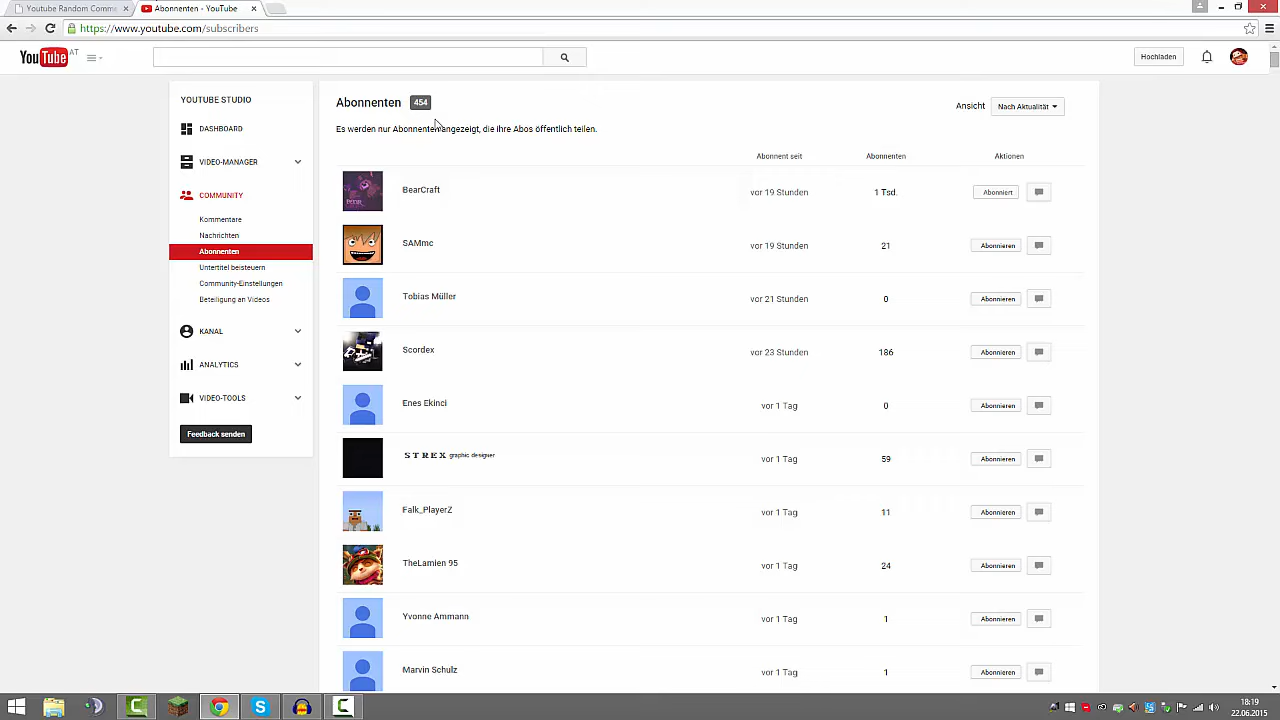 Youtube Random Comme
Abonnenten - YouTube
https://www.youtube.com/subscribers
YouTube AT
Hochladen
YOUTUBE STUDIO
DASHBOARD
VIDEO-MANAGER
COMMUNITY
Kommentare
Nachrichten
Abonnenten
Untertitel beisteuern
Community-Einstellungen
Beteiligung an Videos
KANAL
ANALYTICS
VIDEO-TOOLS
Feedback senden
Abonnenten 454
Ansicht Nach Aktualität
Es werden nur Abonnenten angezeigt, die ihre Abos öffentlich teilen.
Abonnent seit Abonnenten Aktionen
BearCraft vor 19 Stunden 1 Tsd. Abonniert
SAMmc vor 19 Stunden 21 Abonnieren
Tobias Müller vor 21 Stunden 0 Abonnieren
Scordex vor 23 Stunden 186 Abonnieren
Enes Ekinci vor 1 Tag 0 Abonnieren
S T R E X graphic designer vor 1 Tag 59 Abonnieren
Falk_PlayerZ vor 1 Tag 11 Abonnieren
TheLamien 95 vor 1 Tag 24 Abonnieren
Yvonne Ammann vor 1 Tag 1 Abonnieren
Marvin Schulz vor 1 Tag 1 Abonnieren
18:19
22.06.2015